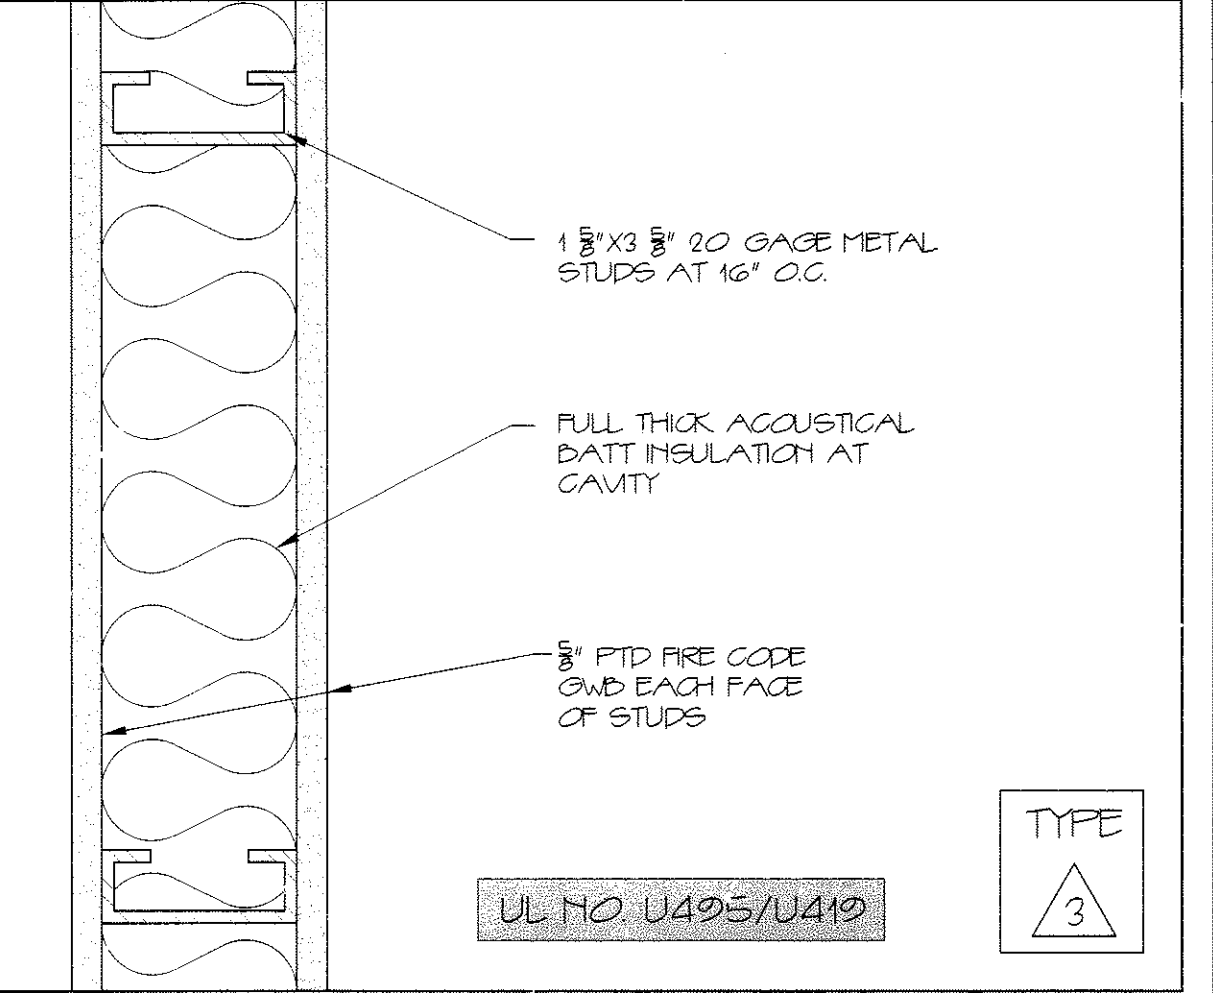 1 5/8"X3 5/8" 20 GAGE METAL
STUDS AT 16" O.C.
FULL THICK ACOUSTICAL
BATT INSULATION AT
CAVITY
5/8" PTD FIRE CODE
GWB EACH FACE
OF STUDS
UL NO. U495/U419
TYPE
3